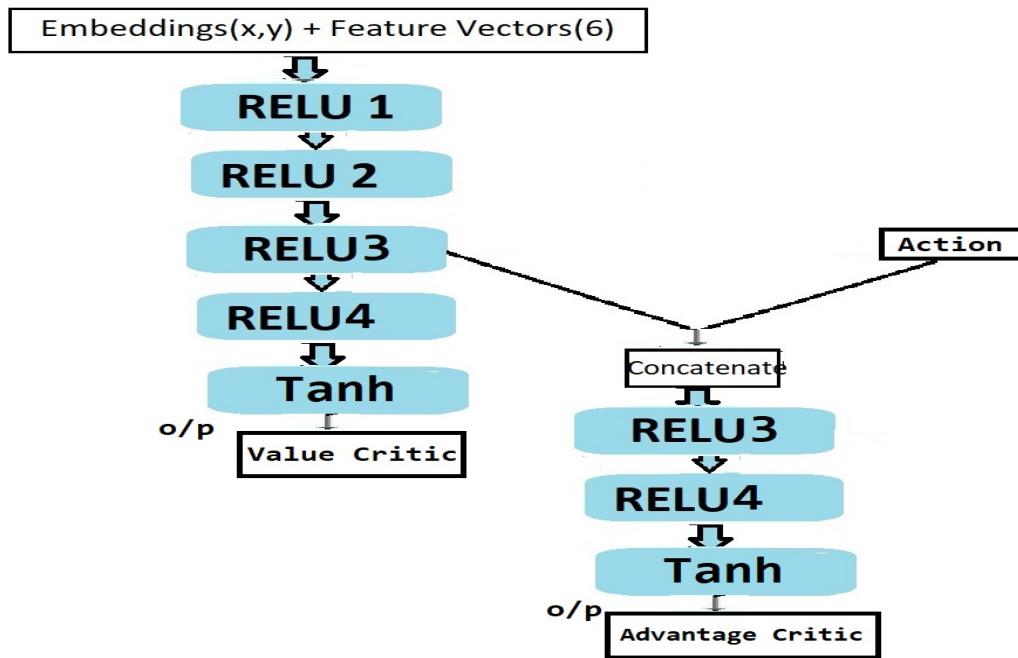 Embeddings(x,y) + Feature Vectors(6)
RELU 1
RELU 2
RELU3
RELU4
Tanh
o/p
Value Critic
Action
Concatenate
RELU3
RELU4
Tanh
o/p
Advantage Critic